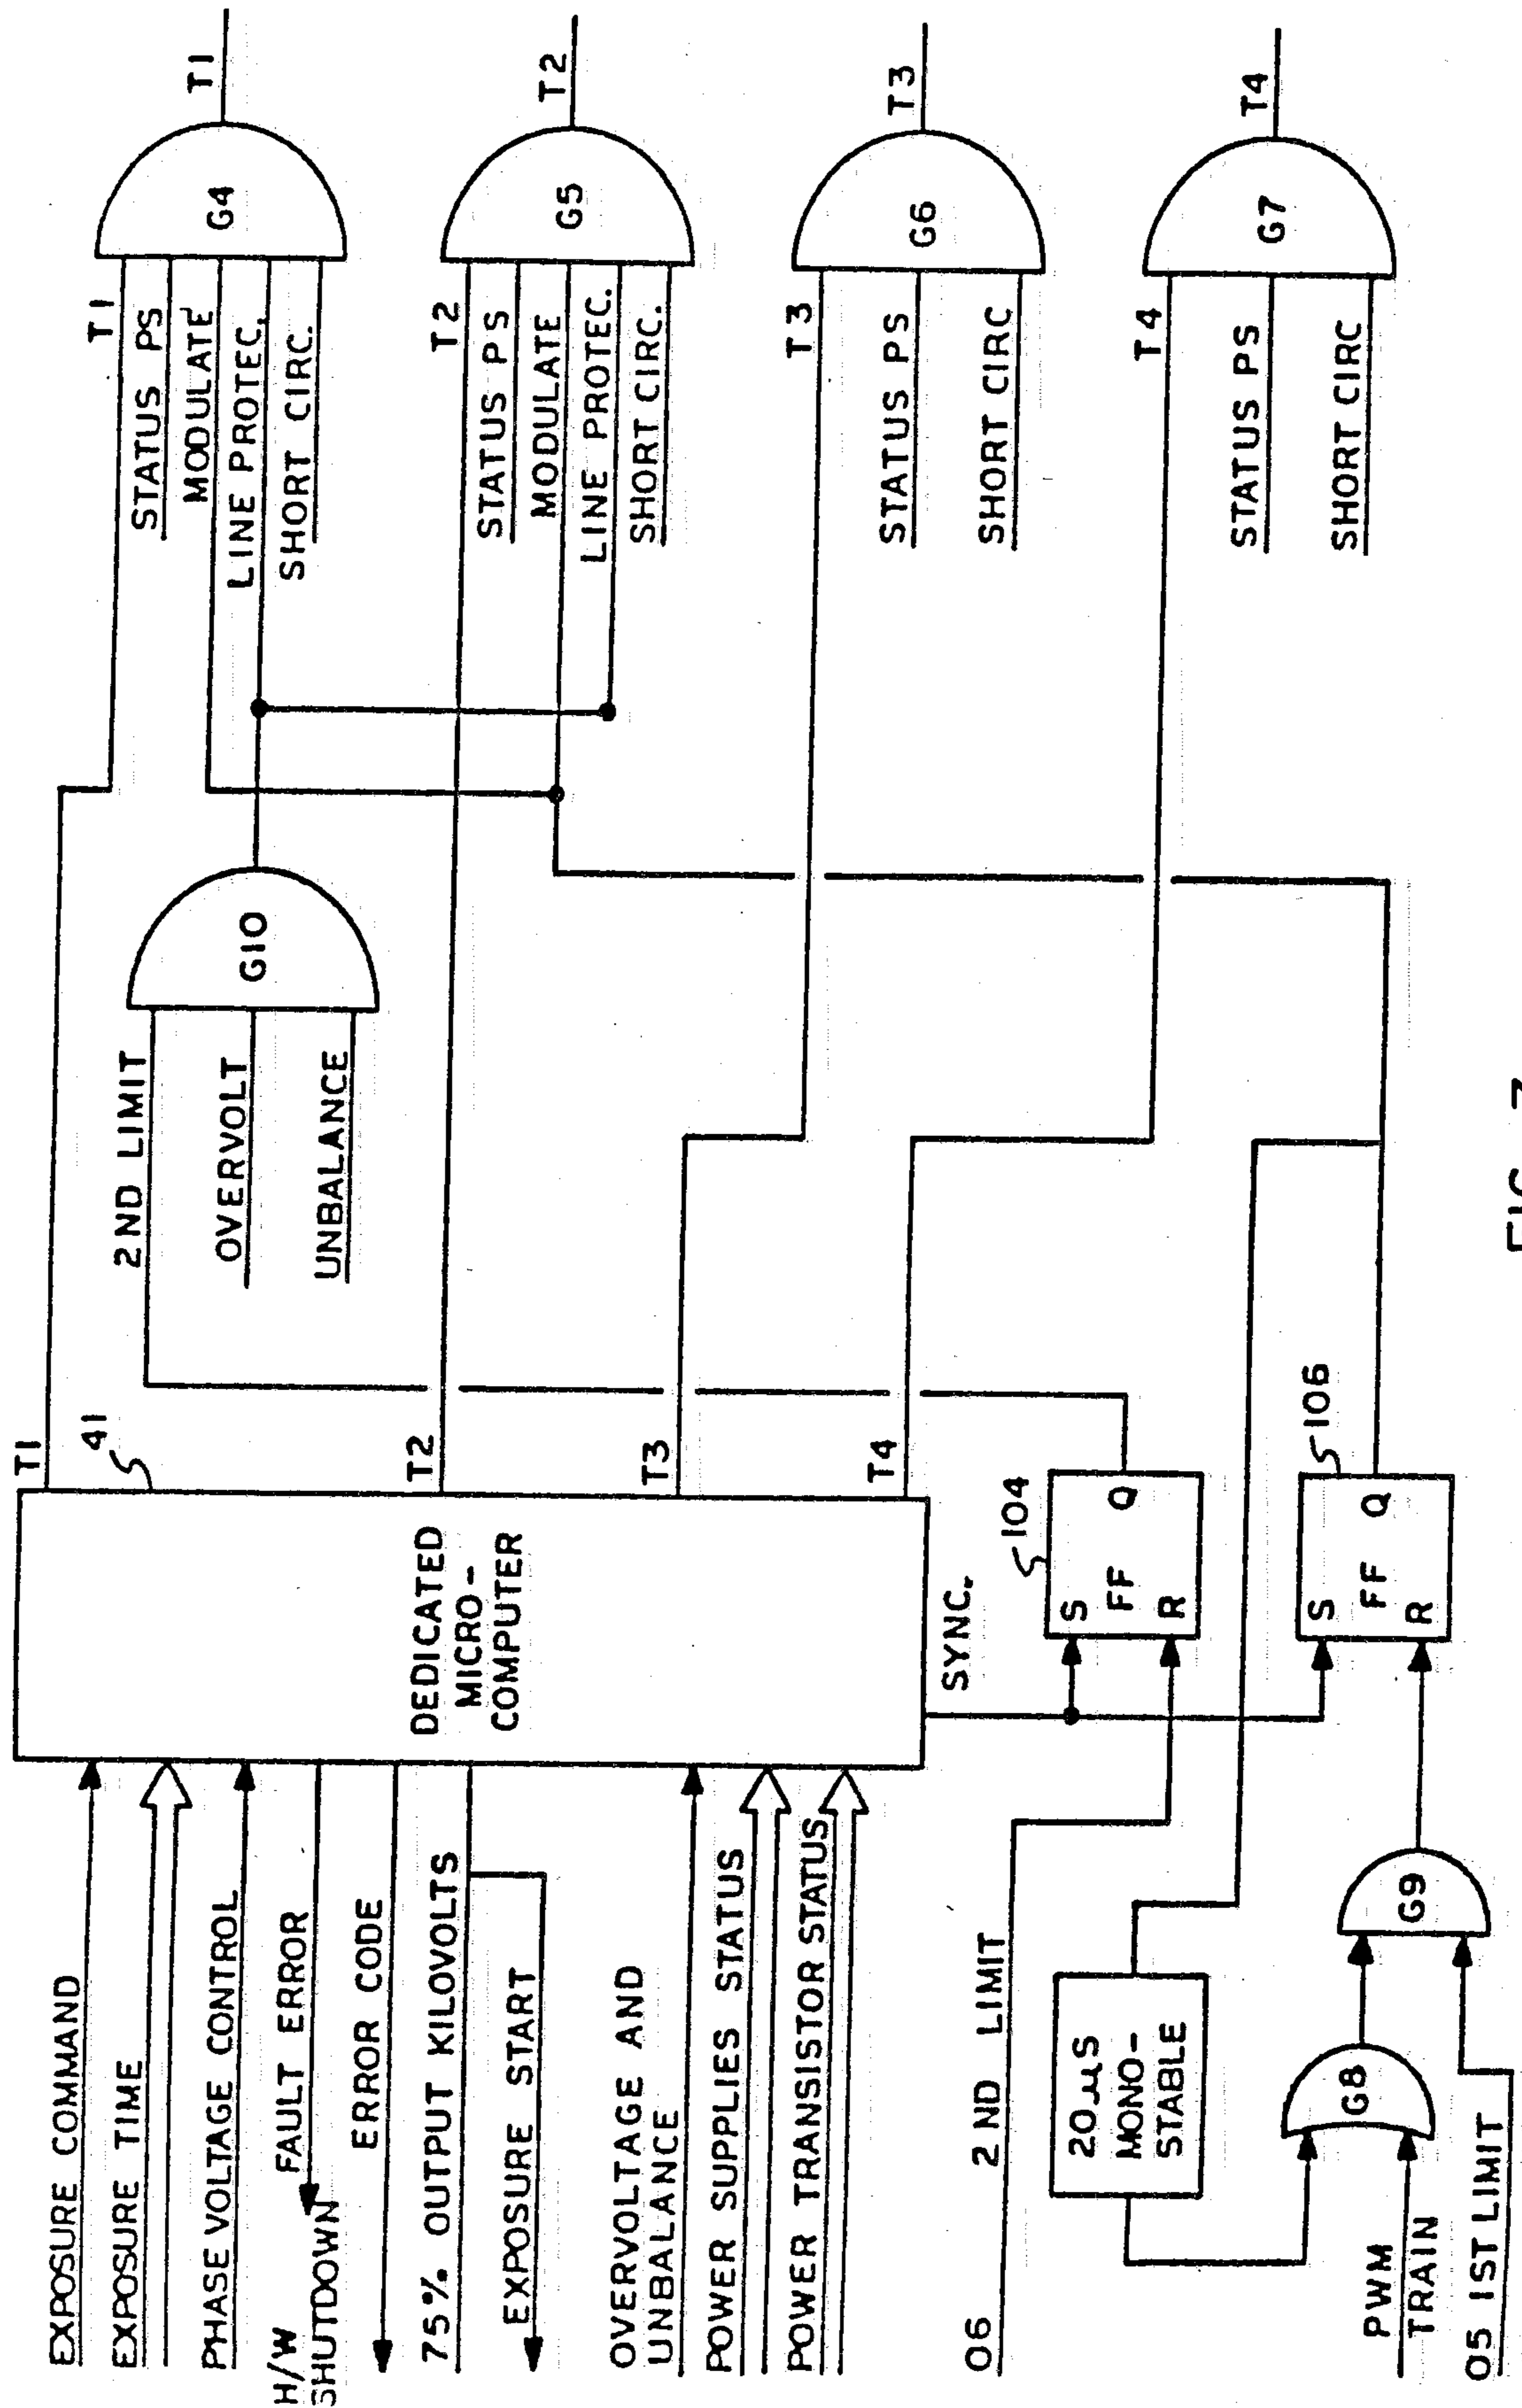 EXPOSURE COMMAND
EXPOSURE TIME
PHASE VOLTAGE CONTROL
H/W
SHUTDOWN
FAULT ERROR
ERROR CODE
75% OUTPUT KILOVOLTS
EXPOSURE START
OVERVOLTAGE AND
UNBALANCE
POWER SUPPLIES STATUS
POWER TRANSISTOR STATUS
DEDICATED
MICRO-
COMPUTER
41
T1
T2
T3
T4
SYNC.
06
2ND LIMIT
20µS
MONO-
STABLE
PWM
TRAIN
05 1ST LIMIT
G8
G9
104
S
FF
Q
R
106
S
FF
Q
R
2ND LIMIT
OVERVOLT
UNBALANCE
G10
T1
STATUS PS
MODULATE
LINE PROTEC.
SHORT CIRC.
G4
T1
T2
STATUS PS
MODULATE
LINE PROTEC.
SHORT CIRC.
G5
T2
T3
STATUS PS
SHORT CIRC
G6
T3
T4
STATUS PS
SHORT CIRC
G7
T4